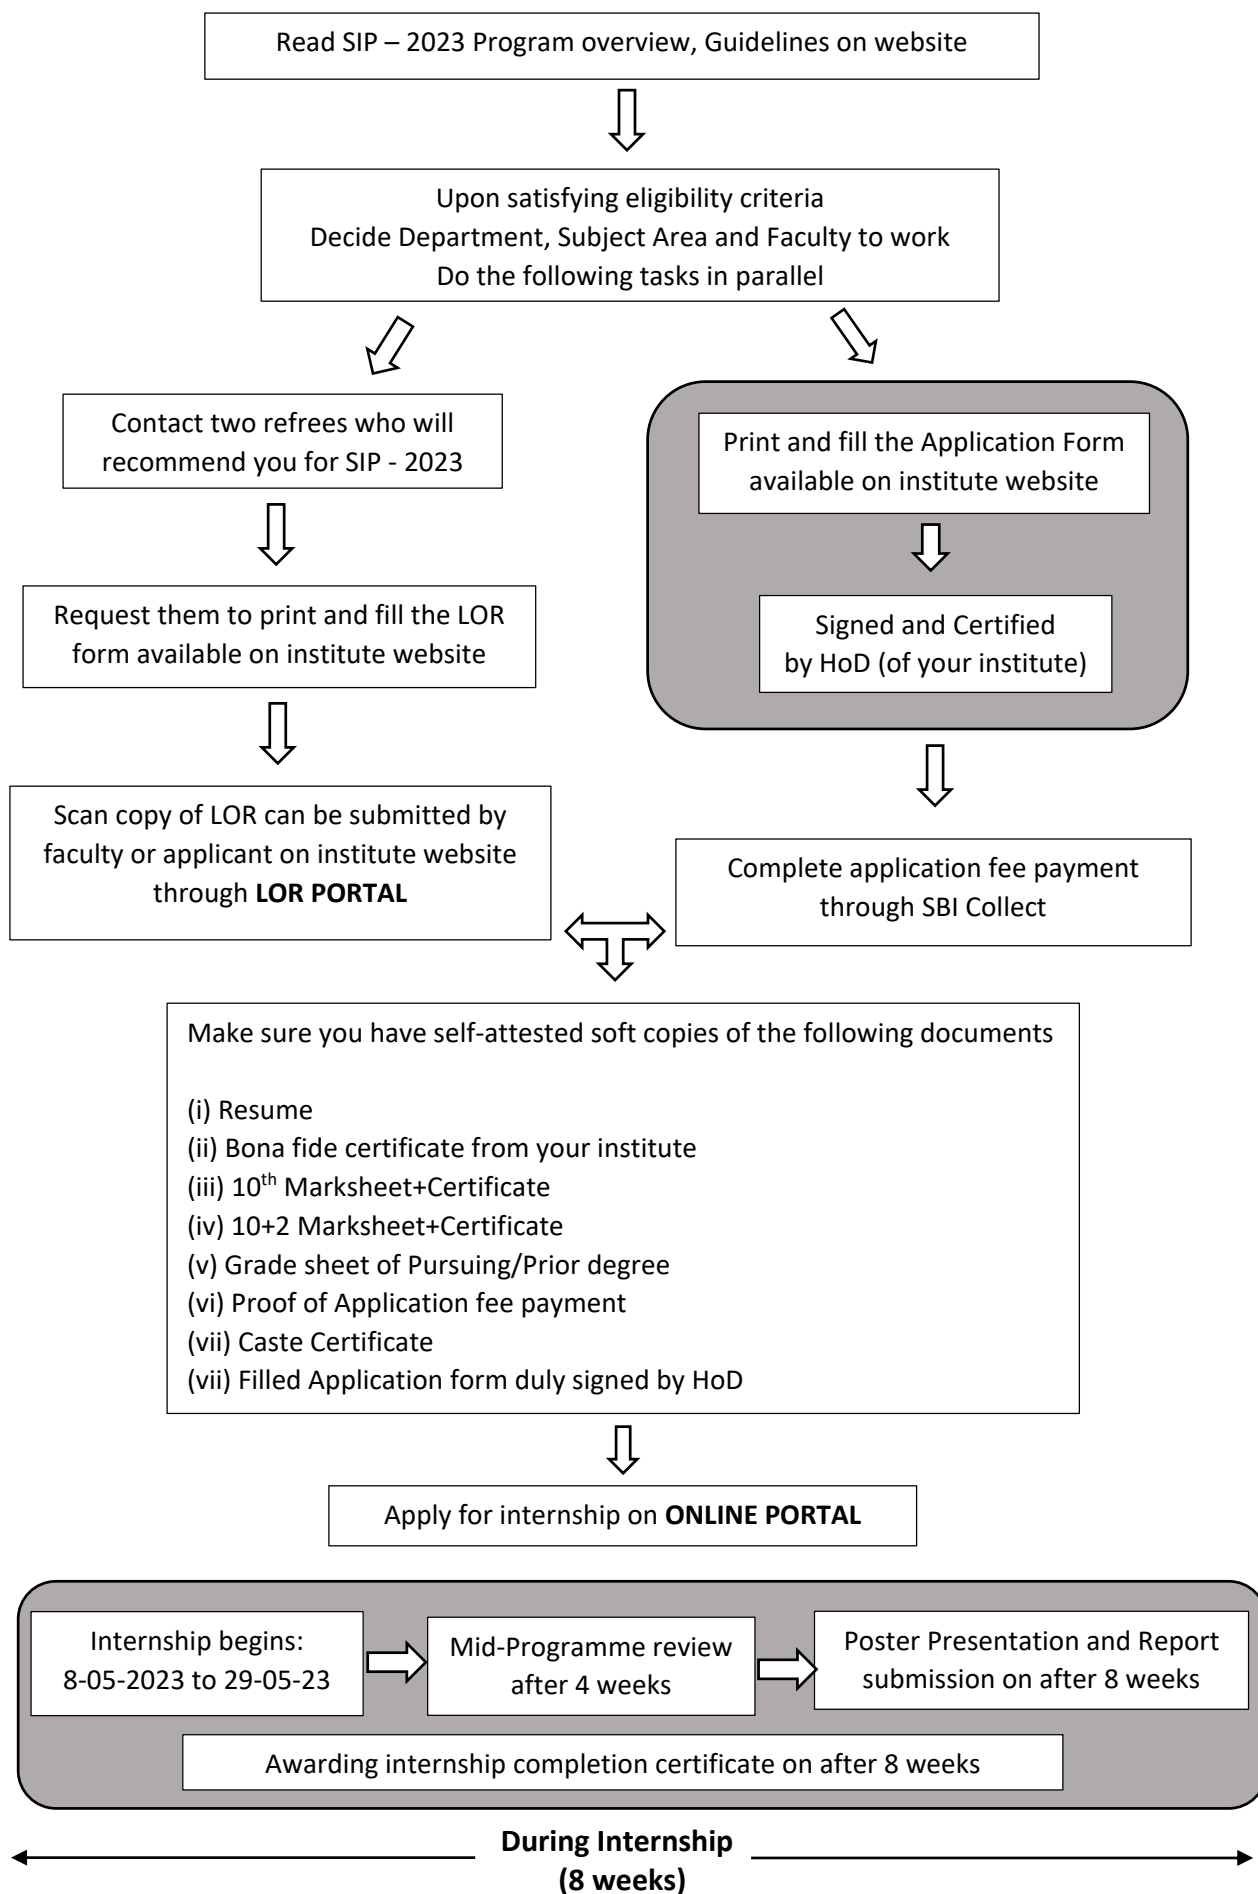 Read SIP – 2023 Program overview, Guidelines on website
Upon satisfying eligibility criteria
Decide Department, Subject Area and Faculty to work
Do the following tasks in parallel
Contact two refrees who will
recommend you for SIP - 2023
Request them to print and fill the LOR
form available on institute website
Scan copy of LOR can be submitted by
faculty or applicant on institute website
through LOR PORTAL
Print and fill the Application Form
available on institute website
Signed and Certified
by HoD (of your institute)
Complete application fee payment
through SBI Collect
Make sure you have self-attested soft copies of the following documents
(i) Resume
(ii) Bona fide certificate from your institute
(iii) 10th Marksheet+Certificate
(iv) 10+2 Marksheet+Certificate
(v) Grade sheet of Pursuing/Prior degree
(vi) Proof of Application fee payment
(vii) Caste Certificate
(vii) Filled Application form duly signed by HoD
Apply for internship on ONLINE PORTAL
Internship begins:
8-05-2023 to 29-05-23
Mid-Programme review
after 4 weeks
Poster Presentation and Report
submission on after 8 weeks
Awarding internship completion certificate on after 8 weeks
During Internship
(8 weeks)